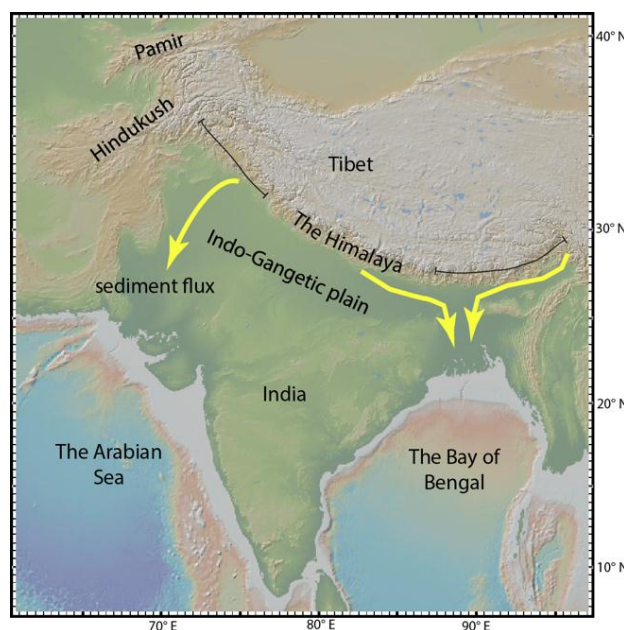 Pamir
40° N
Hindukush
Tibet
The Himalaya
30° N
Indo-Gangetic plain
sediment flux
India
20° N
The Arabian
Sea
The Bay of
Bengal
10° N
70° E
80° E
90° E